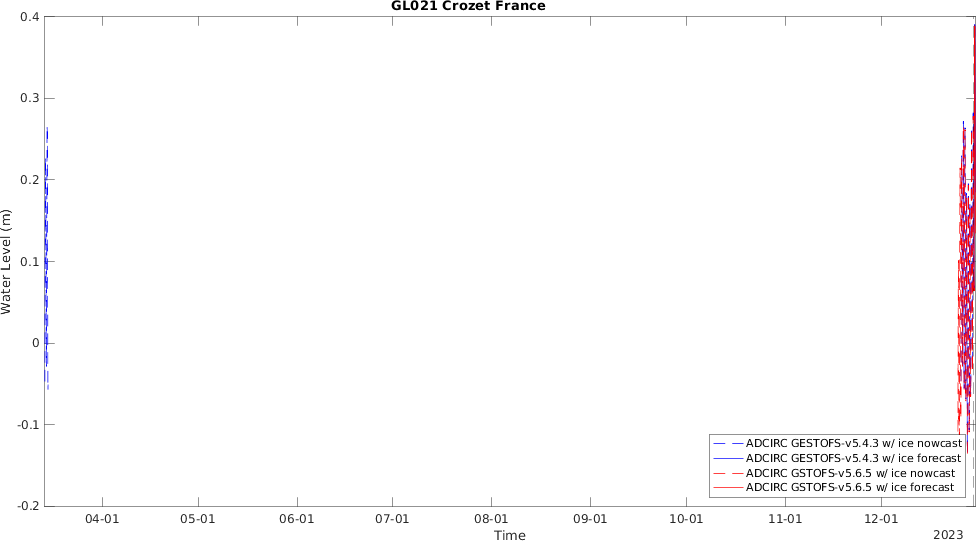 GL021 Crozet France
0.4
0.3
0.2
0.1
0
-0.1
-0.2
Water Level (m)
ADCIRC GESTOFS-v5.4.3 w/ ice nowcast
ADCIRC GESTOFS-v5.4.3 w/ ice forecast
ADCIRC GSTOFS-v5.6.5 w/ ice nowcast
ADCIRC GSTOFS-v5.6.5 w/ ice forecast
04-01 05-01 06-01 07-01 08-01 09-01 10-01 11-01 12-01
Time
2023